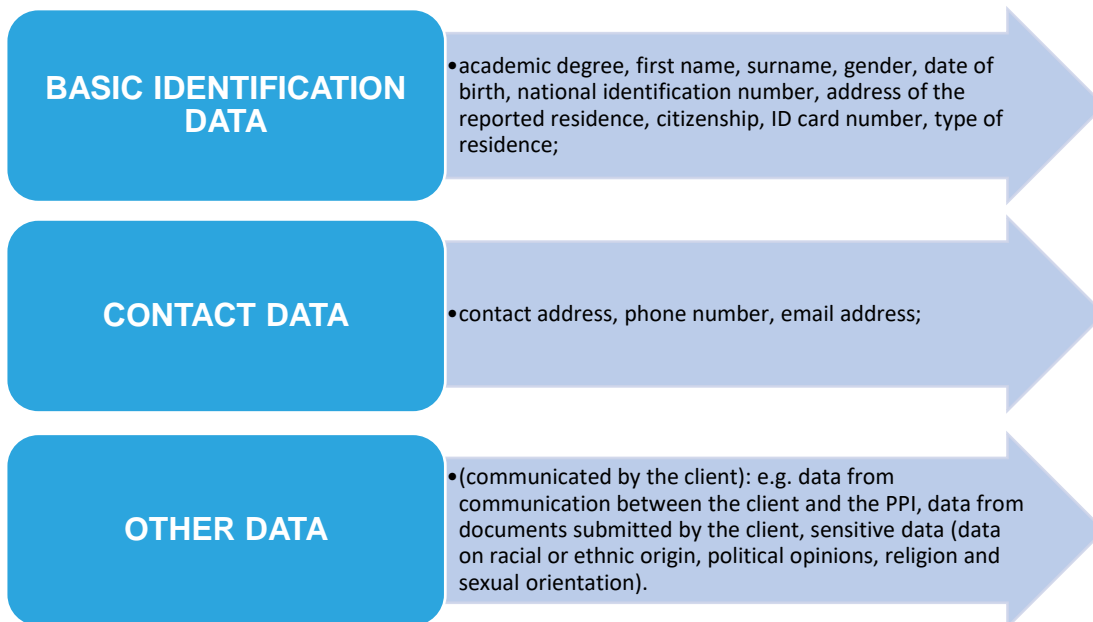 BASIC IDENTIFICATION
DATA
•academic degree, first name, surname, gender, date of
birth, national identification number, address of the
reported residence, citizenship, ID card number, type of
residence;
CONTACT DATA
•contact address, phone number, email address;
OTHER DATA
•(communicated by the client): e.g. data from
communication between the client and the PPI, data from
documents submitted by the client, sensitive data (data
on racial or ethnic origin, political opinions, religion and
sexual orientation).